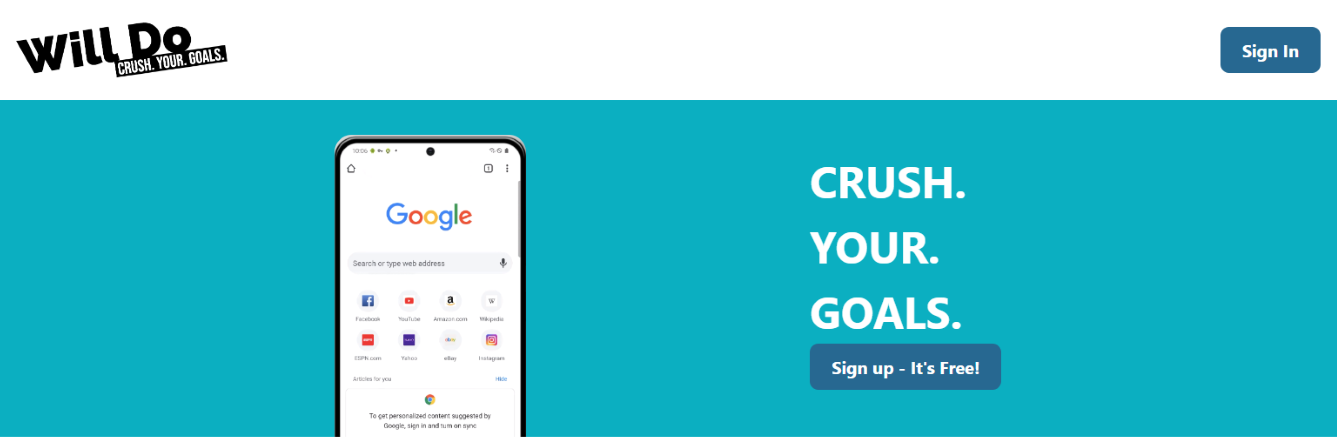 Will Do
CRUSH. YOUR. GOALS.
Sign In
10:06
1
Google
Search or type web address
Facebook YouTube Amazon.com Wikipedia
ESPN.com Yahoo eBay Instagram
Articles for you Hide
To get personalized content suggested by
Google, sign in and turn on sync
CRUSH.
YOUR.
GOALS.
Sign up - It's Free!